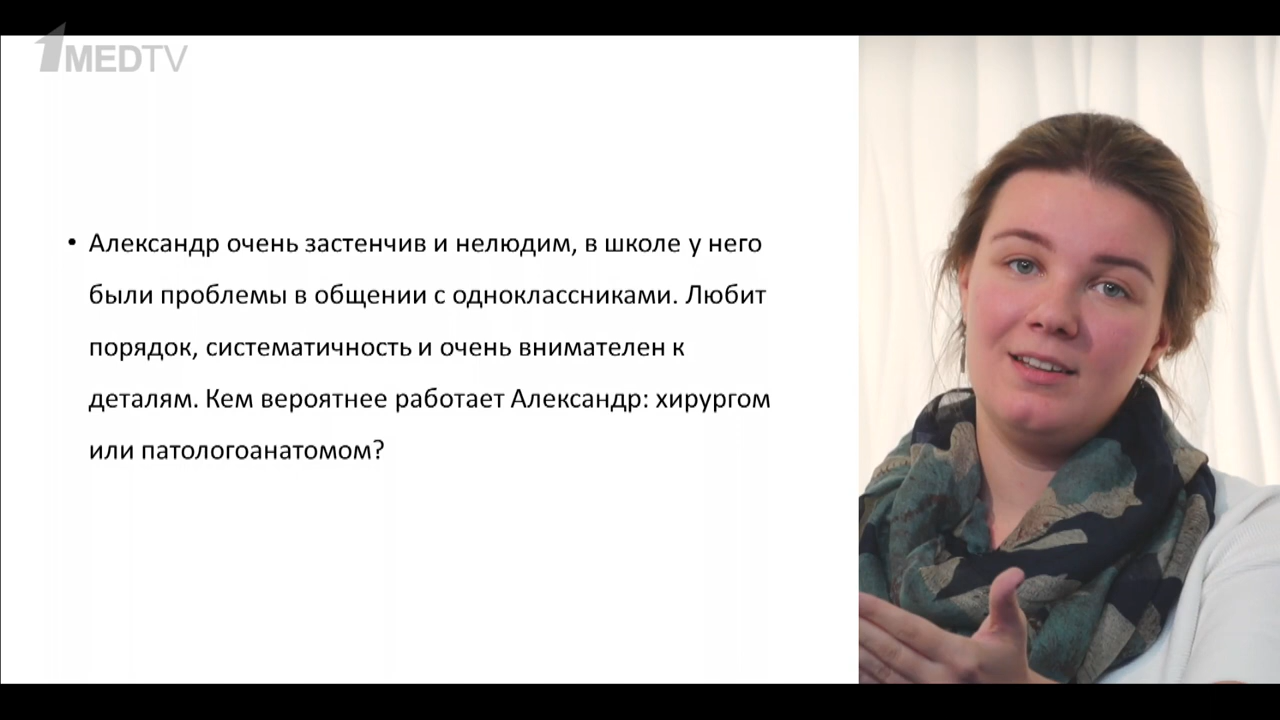 1MEDTV
• Александр очень застенчив и нелюдим, в школе у него
были проблемы в общении с одноклассниками. Любит
порядок, систематичность и очень внимателен к
деталям. Кем вероятнее работает Александр: хирургом
или патологоанатомом?